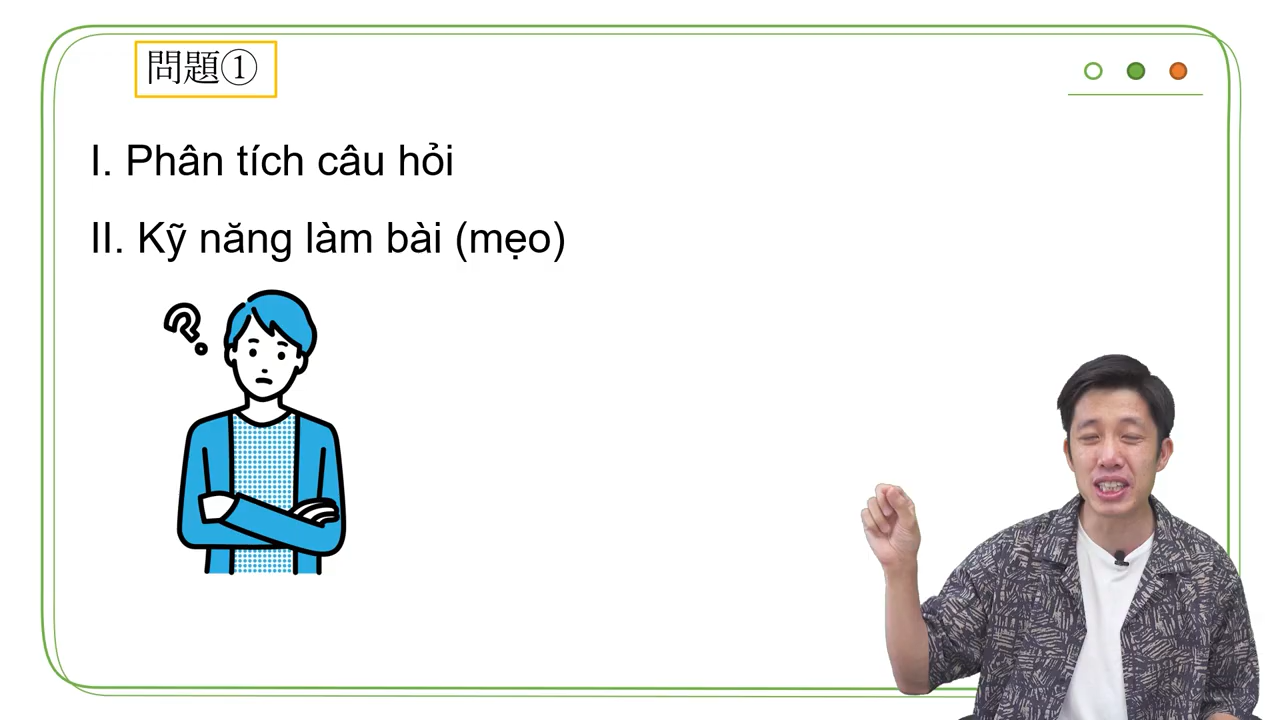 問題①
I. Phân tích câu hỏi
II. Kỹ năng làm bài (mẹo)